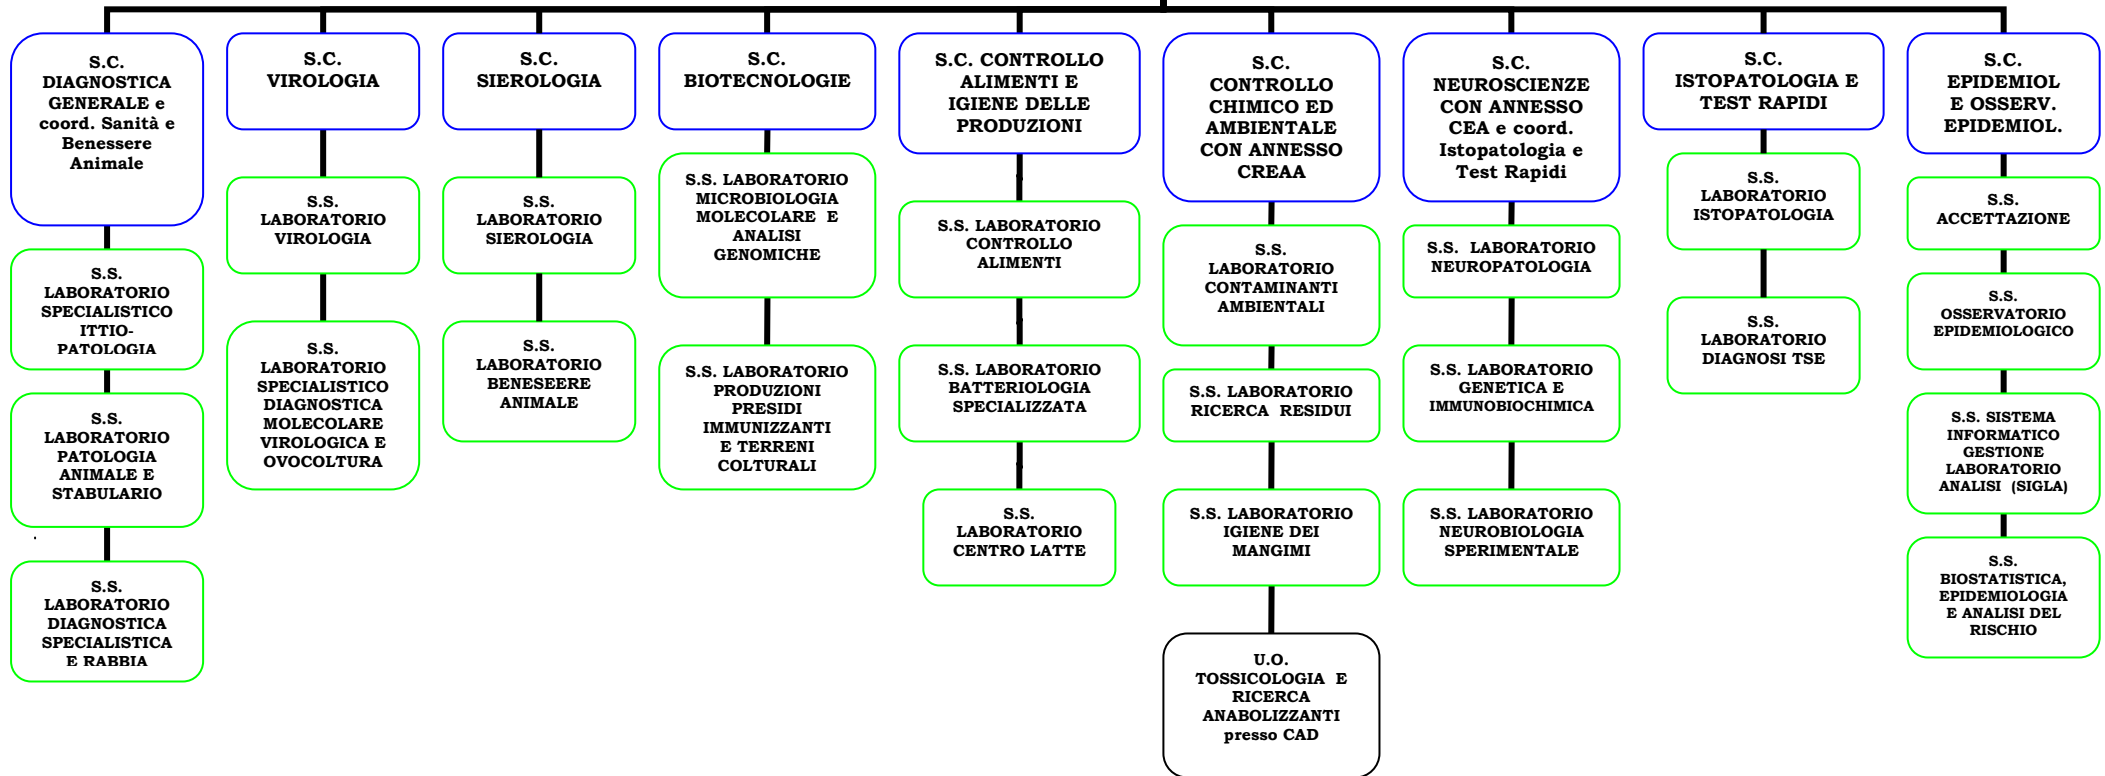 S.C.
DIAGNOSTICA
GENERALE e
coord. Sanità e
Benessere
Animale
S.S.
LABORATORIO
SPECIALISTICO
ITTIO-
PATOLOGIA
S.S.
LABORATORIO
PATOLOGIA
ANIMALE E
STABULARIO
S.S.
LABORATORIO
DIAGNOSTICA
SPECIALISTICA
E RABBIA
S.C.
VIROLOGIA
S.S.
LABORATORIO
VIROLOGIA
S.S.
LABORATORIO
SPECIALISTICO
DIAGNOSTICA
MOLECOLARE
VIROLOGICA E
OVOCOLTURA
S.C.
SIEROLOGIA
S.S.
LABORATORIO
SIEROLOGIA
S.S.
LABORATORIO
BENESEERE
ANIMALE
S.C.
BIOTECNOLOGIE
S.S. LABORATORIO
MICROBIOLOGIA
MOLECOLARE E
ANALISI
GENOMICHE
S.S. LABORATORIO
PRODUZIONI
PRESIDI
IMMUNIZZANTI
E TERRENI
COLTURALI
S.C. CONTROLLO
ALIMENTI E
IGIENE DELLE
PRODUZIONI
S.S. LABORATORIO
CONTROLLO
ALIMENTI
S.S. LABORATORIO
BATTERIOLOGIA
SPECIALIZZATA
S.S.
LABORATORIO
CENTRO LATTE
S.C.
CONTROLLO
CHIMICO ED
AMBIENTALE
CON ANNESSO
CREAA
S.S.
LABORATORIO
CONTAMINANTI
AMBIENTALI
S.S. LABORATORIO
RICERCA RESIDUI
S.S. LABORATORIO
IGIENE DEI
MANGIMI
U.O.
TOSSICOLOGIA E
RICERCA
ANABOLIZZANTI
presso CAD
S.C.
NEUROSCIENZE
CON ANNESSO
CEA e coord.
Istopatologia e
Test Rapidi
S.S. LABORATORIO
NEUROPATOLOGIA
S.S. LABORATORIO
GENETICA E
IMMUNOBIOCHIMICA
S.S. LABORATORIO
NEUROBIOLOGIA
SPERIMENTALE
S.C.
ISTOPATOLOGIA E
TEST RAPIDI
S.S.
LABORATORIO
ISTOPATOLOGIA
S.S.
LABORATORIO
DIAGNOSI TSE
S.C.
EPIDEMIOL
E OSSERV.
EPIDEMIOL.
S.S.
ACCETTAZIONE
S.S.
OSSERVATORIO
EPIDEMIOLOGICO
S.S. SISTEMA
INFORMATICO
GESTIONE
LABORATORIO
ANALISI (SIGLA)
S.S.
BIOSTATISTICA,
EPIDEMIOLOGIA
E ANALISI DEL
RISCHIO